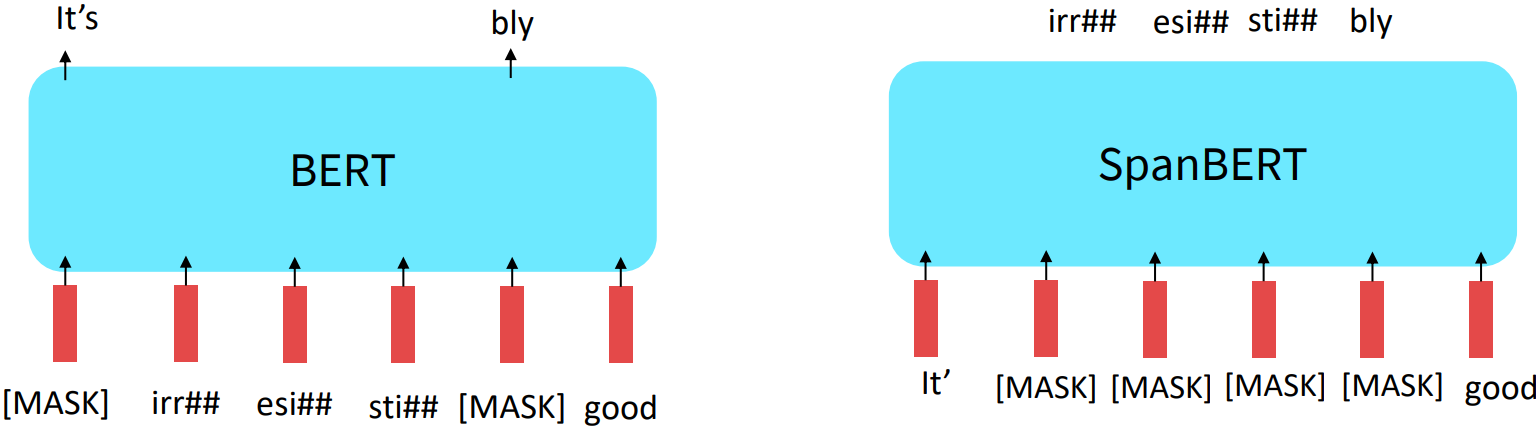 It's bly
BERT
[MASK] irr## esi## sti## [MASK] good
irr## esi## sti## bly
SpanBERT
It' [MASK] [MASK] [MASK] [MASK] good